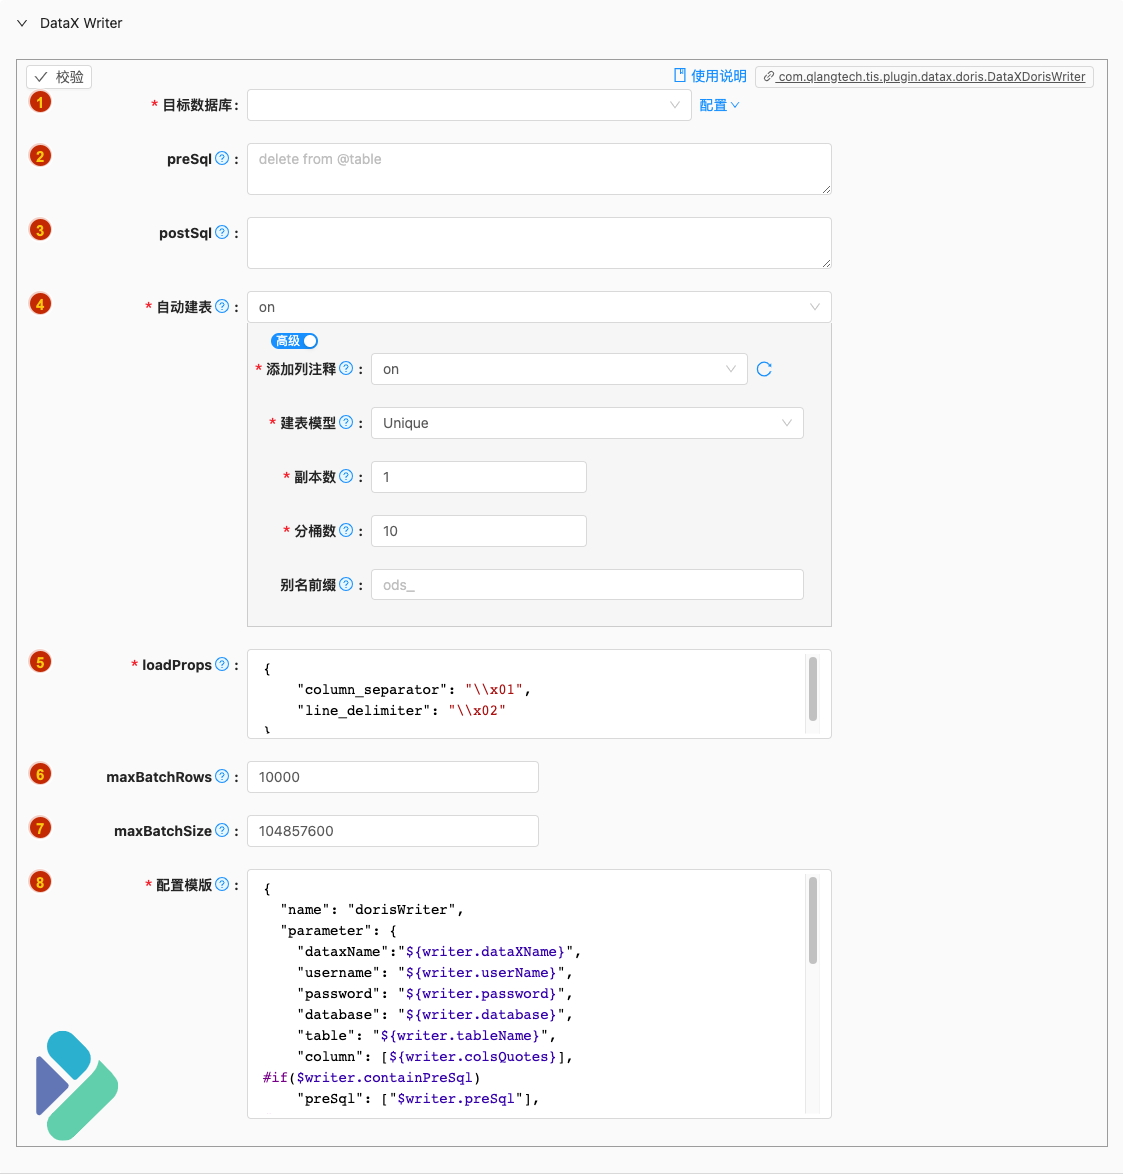 DataX Writer
校验
使用说明
com.qlangtech.tis.plugin.datax.doris.DataXDorisWriter
1
* 目标数据库:
配置
2
preSql :
delete from @table
3
postSql :
4
* 自动建表 :
on
高级
* 添加列注释 :
on
* 建表模型 :
Unique
* 副本数 :
1
* 分桶数 :
10
别名前缀 :
ods_
5
* loadProps :
{
"column_separator": "\\x01",
"line_delimiter": "\\x02"
}
6
maxBatchRows :
10000
7
maxBatchSize :
104857600
8
* 配置模版 :
{
"name": "dorisWriter",
"parameter": {
"dataxName":"${writer.dataXName}",
"username": "${writer.userName}",
"password": "${writer.password}",
"database": "${writer.database}",
"table": "${writer.tableName}",
"column": [${writer.colsQuotes}],
#if($writer.containPreSql)
"preSql": ["$writer.preSql"],